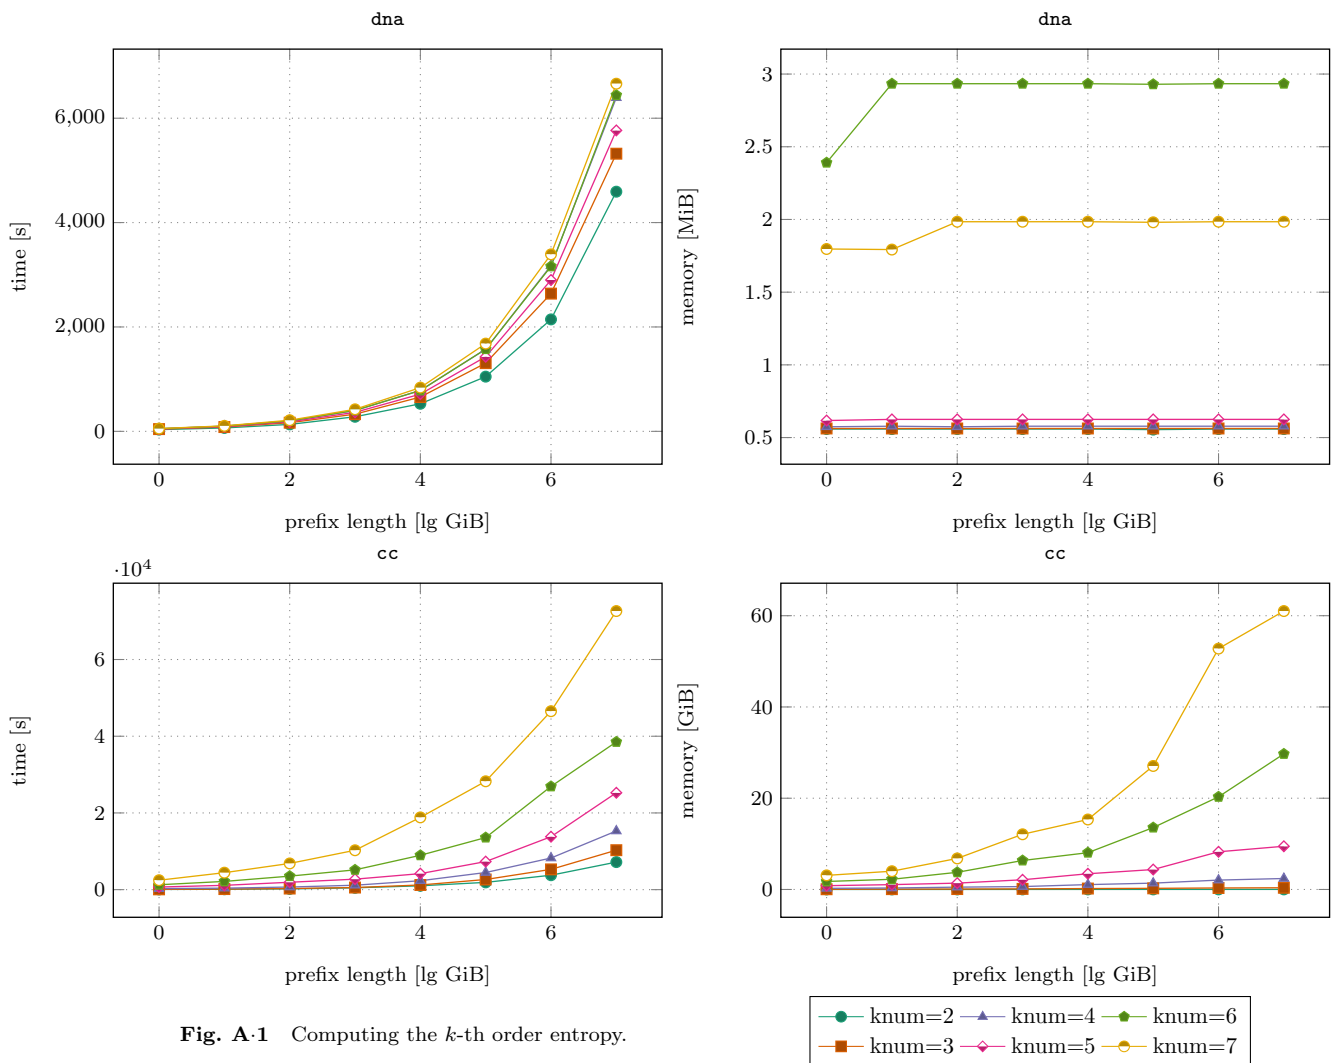 dna
time [s]
6,000
4,000
2,000
0
0 2 4 6
prefix length [lg GiB]
dna
memory [MiB]
3
2.5
2
1.5
1
0.5
0 2 4 6
prefix length [lg GiB]
cc
·10⁴
time [s]
6
4
2
0
0 2 4 6
prefix length [lg GiB]
cc
memory [GiB]
60
40
20
0
0 2 4 6
prefix length [lg GiB]
knum=2 knum=4 knum=6
knum=3 knum=5 knum=7
Fig. A·1 Computing the k-th order entropy.